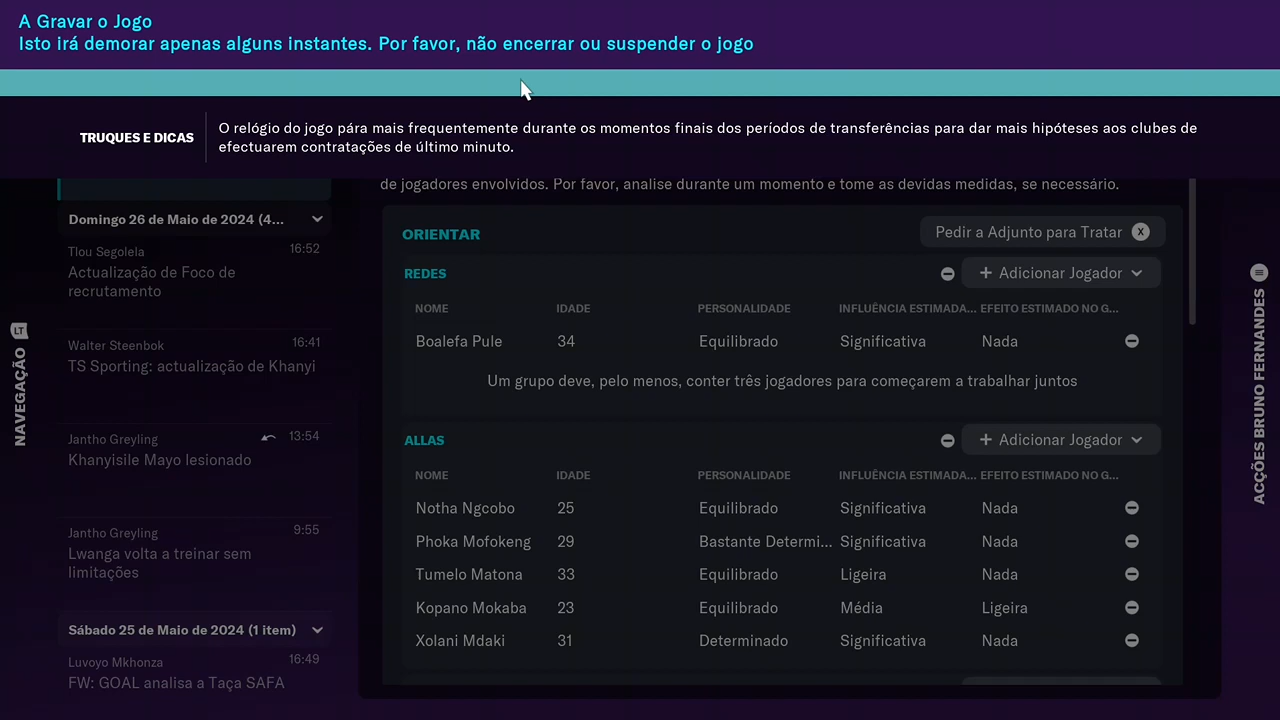 A Gravar o Jogo
Isto irá demorar apenas alguns instantes. Por favor, não encerrar ou suspender o jogo
TRUQUES E DICAS
O relógio do jogo pára mais frequentemente durante os momentos finais dos períodos de transferências para dar mais hipóteses aos clubes de
efectuarem contratações de último minuto.
de jogadores envolvidos. Por favor, analise durante um momento e tome as devidas medidas, se necessário.
NAVEGAÇÃO LT
Domingo 26 de Maio de 2024 (4...
Tlou Segolela 16:52
Actualização de Foco de
recrutamento
Walter Steenbok 16:41
TS Sporting: actualização de Khanyi
Jantho Greyling 13:54
Khanyisile Mayo lesionado
Jantho Greyling 9:55
Lwanga volta a treinar sem
limitações
Sábado 25 de Maio de 2024 (1 item)
Luvoyo Mkhonza 16:49
FW: GOAL analisa a Taça SAFA
ORIENTAR Pedir a Adjunto para Tratar X
REDES + Adicionar Jogador
NOME IDADE PERSONALIDADE INFLUÊNCIA ESTIMADA... EFEITO ESTIMADO NO G...
Boalefa Pule 34 Equilibrado Significativa Nada
Um grupo deve, pelo menos, conter três jogadores para começarem a trabalhar juntos
ALLAS + Adicionar Jogador
NOME IDADE PERSONALIDADE INFLUÊNCIA ESTIMADA... EFEITO ESTIMADO NO G...
Notha Ngcobo 25 Equilibrado Significativa Nada
Phoka Mofokeng 29 Bastante Determi... Significativa Nada
Tumelo Matona 33 Equilibrado Ligeira Nada
Kopano Mokaba 23 Equilibrado Média Ligeira
Xolani Mdaki 31 Determinado Significativa Nada
ACÇÕES BRUNO FERNANDES